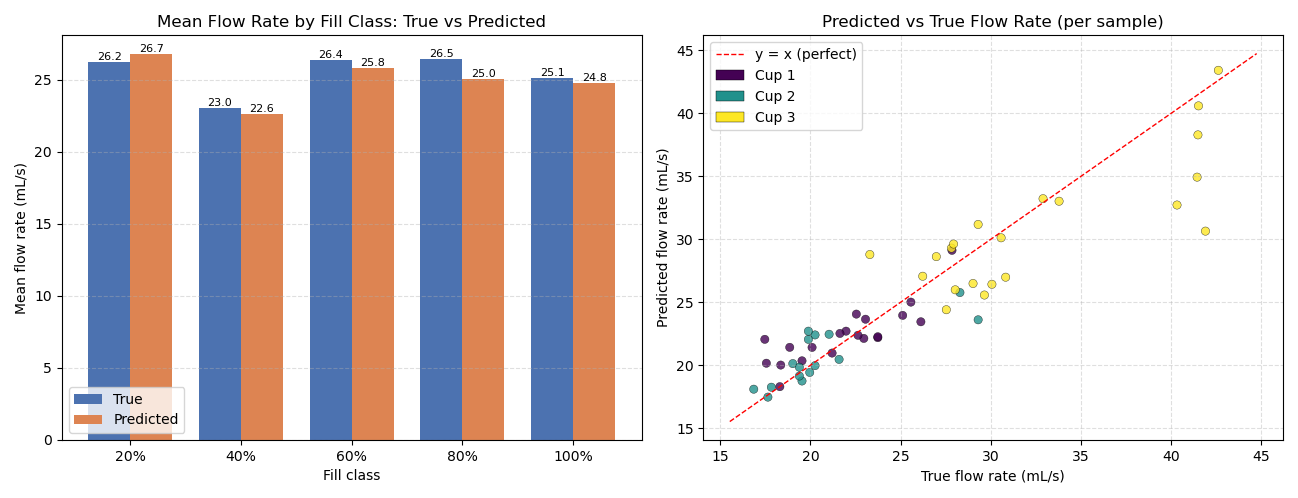 Mean Flow Rate by Fill Class: True vs Predicted
Mean flow rate (mL/s)
25
20
15
10
5
0
26.2
26.7
23.0
22.6
26.4
25.8
26.5
25.0
25.1
24.8
True
Predicted
20%
40%
60%
80%
100%
Fill class
Predicted vs True Flow Rate (per sample)
Predicted flow rate (mL/s)
45
40
35
30
25
20
15
y = x (perfect)
Cup 1
Cup 2
Cup 3
15
20
25
30
35
40
45
True flow rate (mL/s)